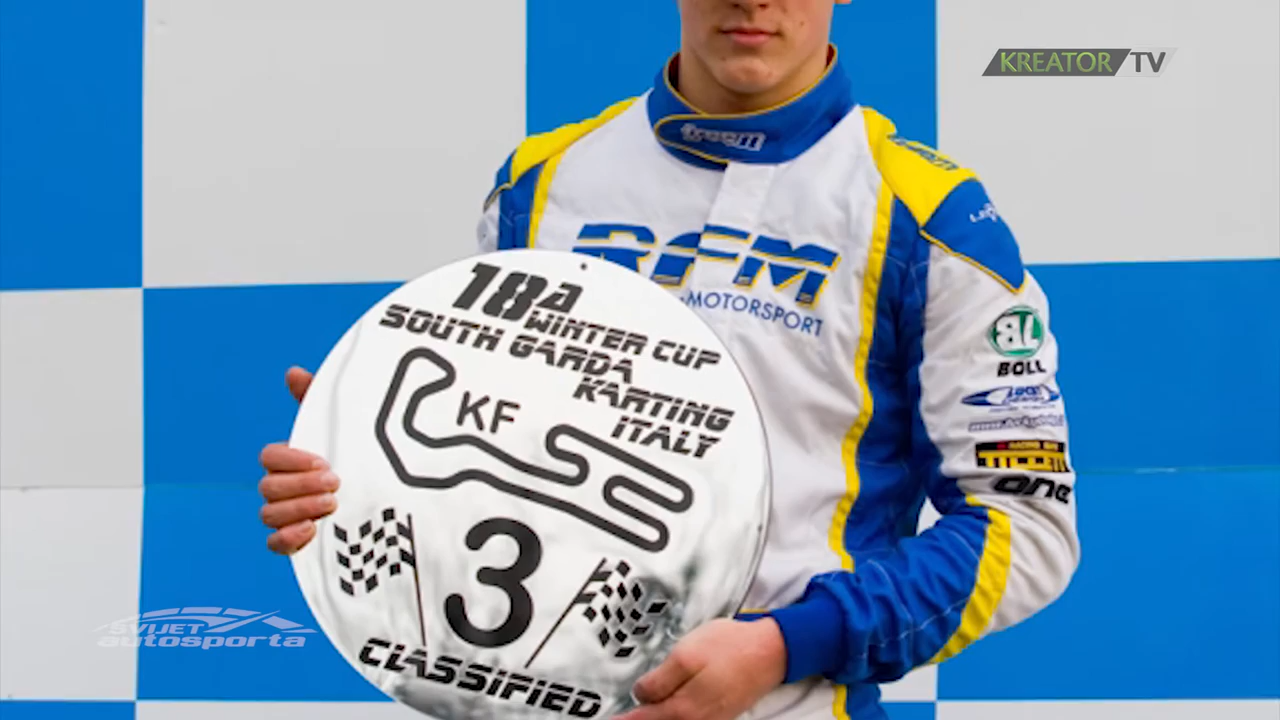 KREATOR TV
RFM
MOTORSPORT
18A
WINTER CUP
SOUTH GARDA
KARTING
ITALY
KF
3
CLASSIFIED
BOLL
one
SVIJET
autosporta